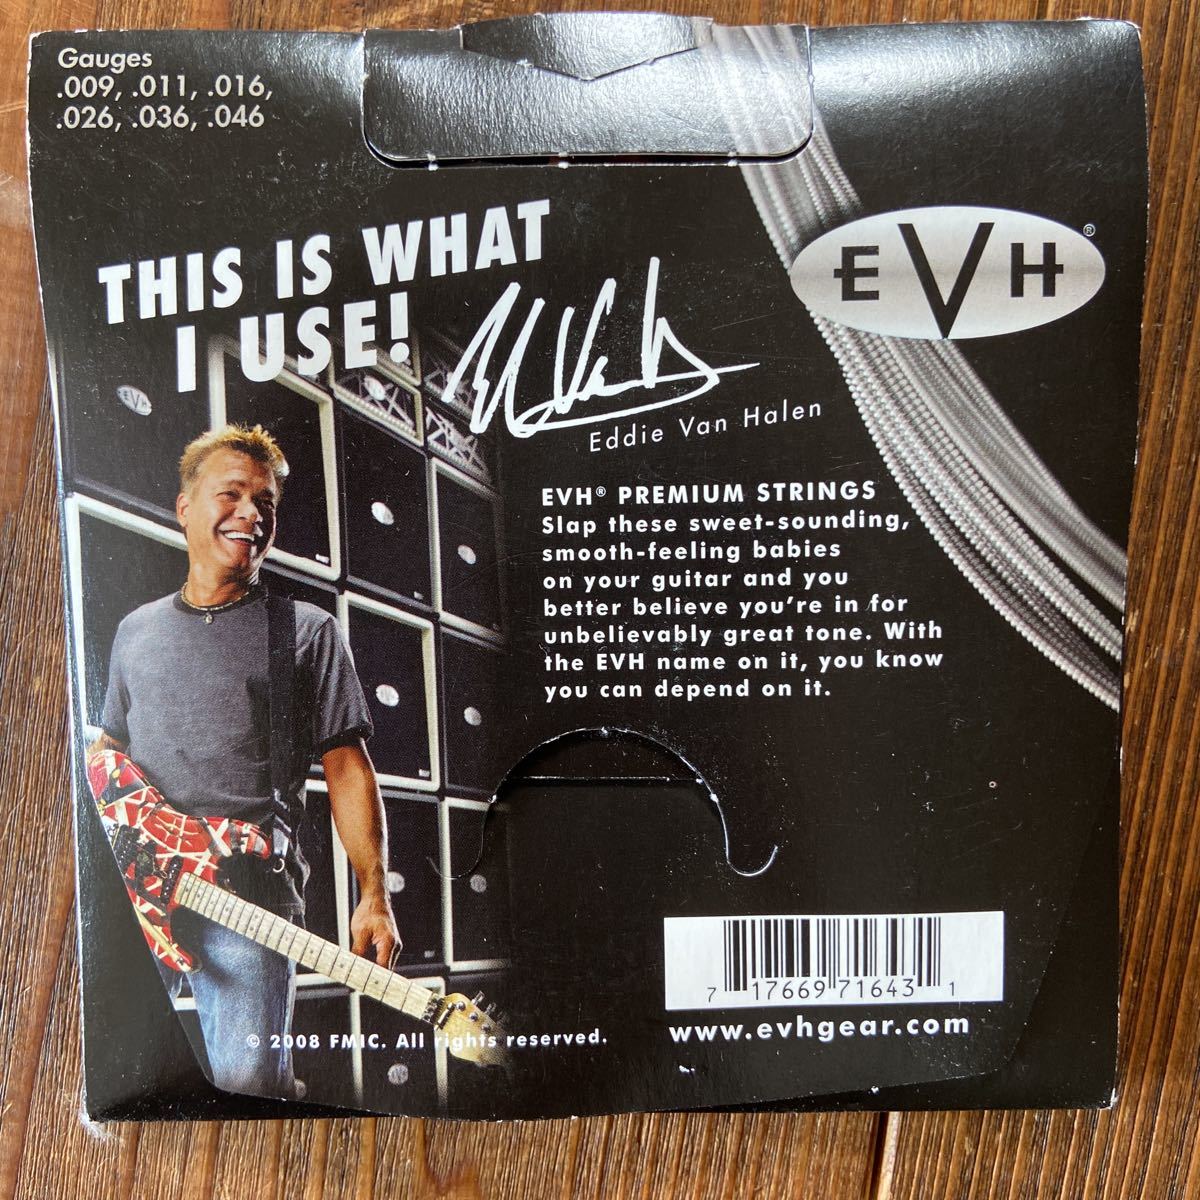 Gauges
.009, .011, .016,
.026, .036, .046
THIS IS WHAT
I USE!
Eddie Van Halen
EVH®
EVH
EVH® PREMIUM STRINGS
Slap these sweet-sounding,
smooth-feeling babies
on your guitar and you
better believe you're in for
unbelievably great tone. With
the EVH name on it, you know
you can depend on it.
7 17669 71643 1
www.evhgear.com
© 2008 FMIC. All rights reserved.